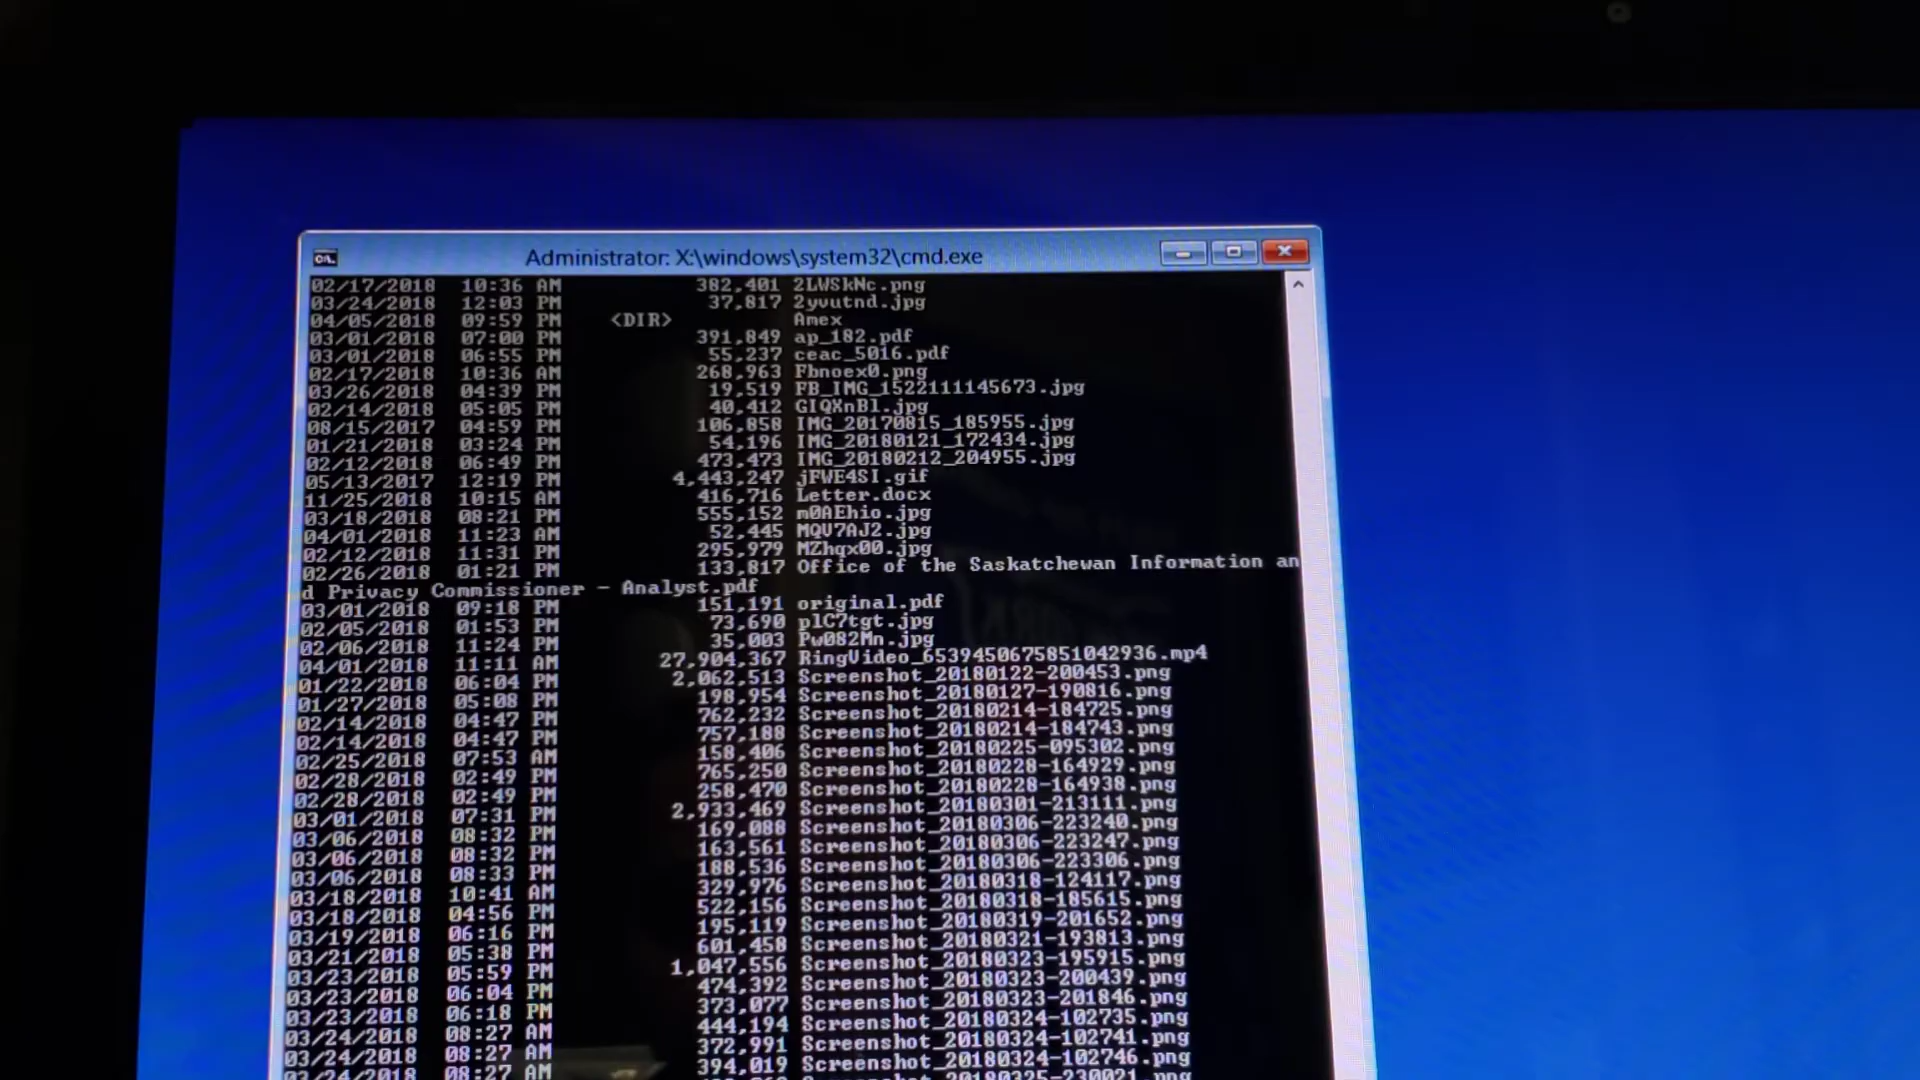 Administrator: X:\windows\system32\cmd.exe
02/17/2018 10:36 AM 382,401 2LWSkNc.png
03/24/2018 12:03 PM 37,817 2yvutnd.jpg
04/05/2018 09:59 PM <DIR> Amex
03/01/2018 07:00 PM 391,849 ap_182.pdf
03/01/2018 06:55 PM 55,237 ceac_5016.pdf
02/17/2018 10:36 AM 268,963 Fbnoex0.png
03/26/2018 04:39 PM 19,519 FB_IMG_1522111145673.jpg
02/14/2018 05:05 PM 40,412 GIQXnBl.jpg
08/15/2017 04:59 PM 106,858 IMG_20170815_185955.jpg
01/21/2018 03:24 PM 54,196 IMG_20180121_172434.jpg
02/12/2018 06:49 PM 473,473 IMG_20180212_204955.jpg
05/13/2017 12:19 PM 4,443,247 jFWE4SI.gif
11/25/2018 10:15 AM 416,716 Letter.docx
03/18/2018 08:21 PM 555,152 m0AEhio.jpg
04/01/2018 11:23 AM 52,445 MQV7AJ2.jpg
02/12/2018 11:31 PM 295,979 MZhqx00.jpg
02/26/2018 01:21 PM 133,817 Office of the Saskatchewan Information an
d Privacy Commissioner - Analyst.pdf
03/01/2018 09:18 PM 151,191 original.pdf
02/05/2018 01:53 PM 73,690 plC7tgt.jpg
02/06/2018 11:24 PM 35,003 Pw082Mn.jpg
04/01/2018 11:11 AM 27,904,367 RingVideo_6539450675851042936.mp4
01/22/2018 06:04 PM 2,062,513 Screenshot_20180122-200453.png
01/27/2018 05:08 PM 198,954 Screenshot_20180127-190816.png
02/14/2018 04:47 PM 762,232 Screenshot_20180214-184725.png
02/14/2018 04:47 PM 757,188 Screenshot_20180214-184743.png
02/25/2018 07:53 AM 158,406 Screenshot_20180225-095302.png
02/28/2018 02:49 PM 765,250 Screenshot_20180228-164929.png
02/28/2018 02:49 PM 258,470 Screenshot_20180228-164938.png
03/01/2018 07:31 PM 2,933,469 Screenshot_20180301-213111.png
03/06/2018 08:32 PM 169,088 Screenshot_20180306-223240.png
03/06/2018 08:32 PM 163,561 Screenshot_20180306-223247.png
03/06/2018 08:33 PM 188,536 Screenshot_20180306-223306.png
03/18/2018 10:41 AM 329,976 Screenshot_20180318-124117.png
03/18/2018 04:56 PM 522,156 Screenshot_20180318-185615.png
03/19/2018 06:16 PM 195,119 Screenshot_20180319-201652.png
03/21/2018 05:38 PM 601,458 Screenshot_20180321-193813.png
03/23/2018 05:59 PM 1,047,556 Screenshot_20180323-195915.png
03/23/2018 06:04 PM 474,392 Screenshot_20180323-200439.png
03/23/2018 06:18 PM 373,077 Screenshot_20180323-201846.png
03/24/2018 08:27 AM 444,194 Screenshot_20180324-102735.png
03/24/2018 08:27 AM 372,991 Screenshot_20180324-102741.png
03/24/2018 08:27 AM 394,019 Screenshot_20180324-102746.png
Screenshot_20180325-230021.png